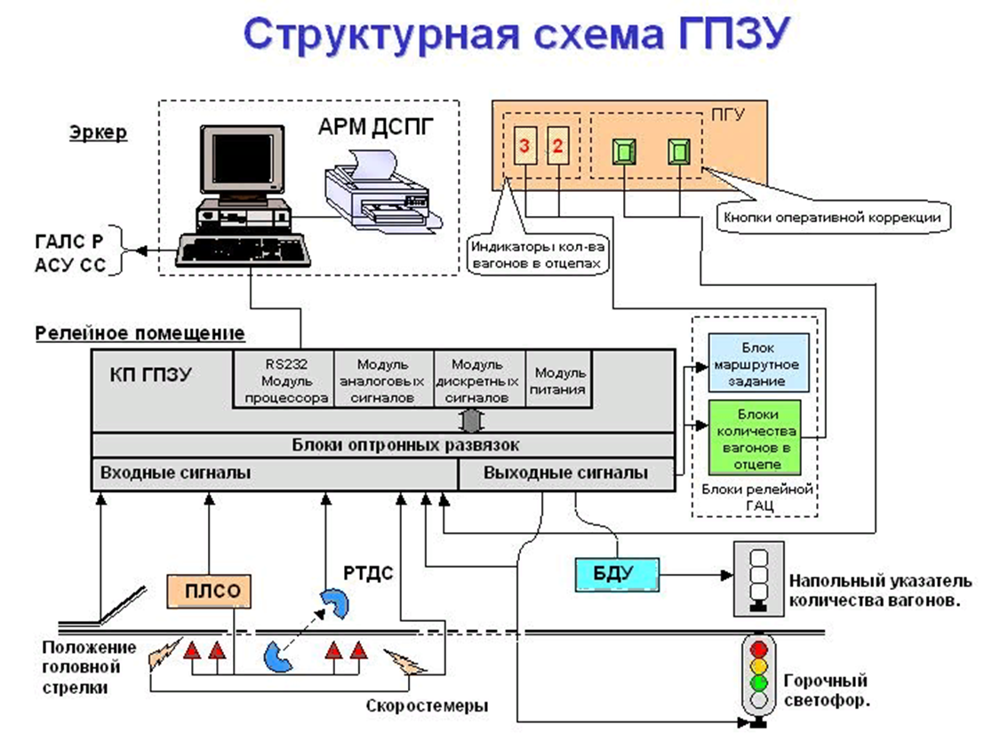 Структурная схема ГПЗУ
Эркер
АРМ ДСПГ
ПГУ
3 2
Кнопки оперативной коррекции
Индикаторы кол-ва
вагонов в отцепах
ГАЛС Р
АСУ СС
Релейное помещение
КП ГПЗУ
RS232
Модуль
процессора
Модуль
аналоговых
сигналов
Модуль
дискретных
сигналов
Модуль
питания
Блок
маршрутное
задание
Блоки
количества
вагонов в
отцепе
Блоки релейной
ГАЦ
Блоки оптронных развязок
Входные сигналы
Выходные сигналы
ПЛСО
РТДС
БДУ
Напольный указатель
количества вагонов.
Положение
головной
стрелки
Скоростемеры
Горочный
светофор.